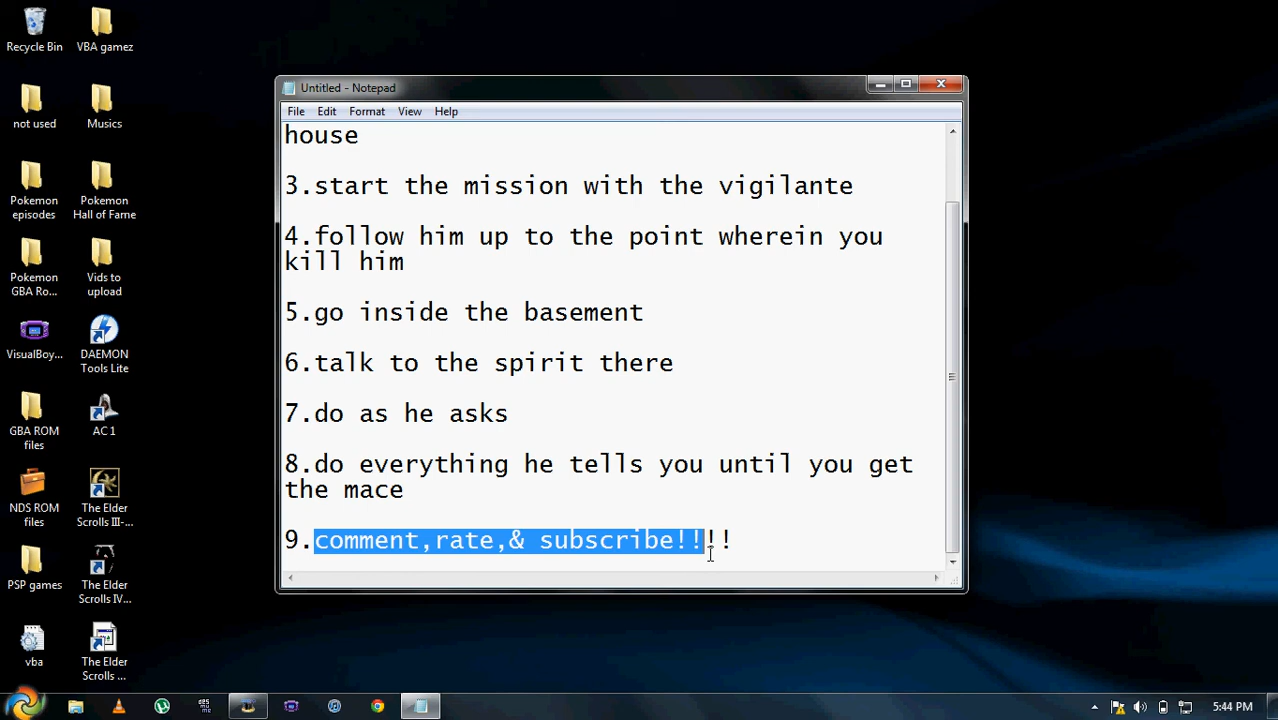 Recycle Bin
VBA gamez
not used
Musics
Pokemon
episodes
Pokemon
Hall of Fame
Pokemon
GBA Ro...
Vids to
upload
VisualBoy...
DAEMON
Tools Lite
GBA ROM
files
AC 1
NDS ROM
files
The Elder
Scrolls III-...
PSP games
The Elder
Scrolls IV...
vba
The Elder
Scrolls ...
Untitled - Notepad
File Edit Format View Help
house
3.start the mission with the vigilante
4.follow him up to the point wherein you
kill him
5.go inside the basement
6.talk to the spirit there
7.do as he asks
8.do everything he tells you until you get
the mace
9.comment,rate,& subscribe!!!!
5:44 PM